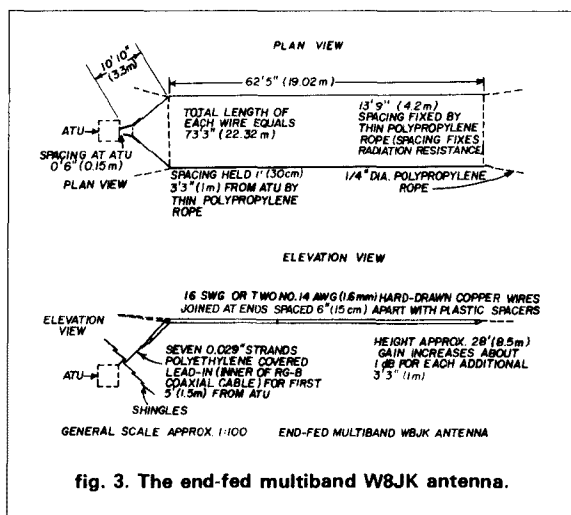 PLAN VIEW
10'10"
(3.3m)
62'5" (19.02m)
TOTAL LENGTH OF
EACH WIRE EQUALS
73'3" (22.32m)
13'9" (4.2m)
SPACING FIXED BY
THIN POLYPROPYLENE
ROPE (SPACING FIXES
RADIATION RESISTANCE
ATU
SPACING AT ATU
0'6" (0.15m)
PLAN VIEW
SPACING HELD 1' (30cm)
3'3" (1m) FROM ATU BY
THIN POLYPROPYLENE
ROPE
1/4" DIA. POLYPROPYLENE
ROPE
ELEVATION VIEW
16 SWG OR TWO NO. 14 AWG (1.6mm) HARD-DRAWN COPPER WIRES
JOINED AT ENDS SPACED 6" (15cm) APART WITH PLASTIC SPACERS
ELEVATION
VIEW
ATU
SEVEN 0.029" STRANDS
POLYETHYLENE COVERED
LEAD-IN (INNER OF RG-8
COAXIAL CABLE) FOR FIRST
5' (1.5m) FROM ATU
SHINGLES
HEIGHT APPROX. 28' (8.5m)
GAIN INCREASES ABOUT
1 dB FOR EACH ADDITIONAL
3'3" (1m)
GENERAL SCALE APPROX. 1:100
END-FED MULTIBAND W8JK ANTENNA
fig. 3. The end-fed multiband W8JK antenna.